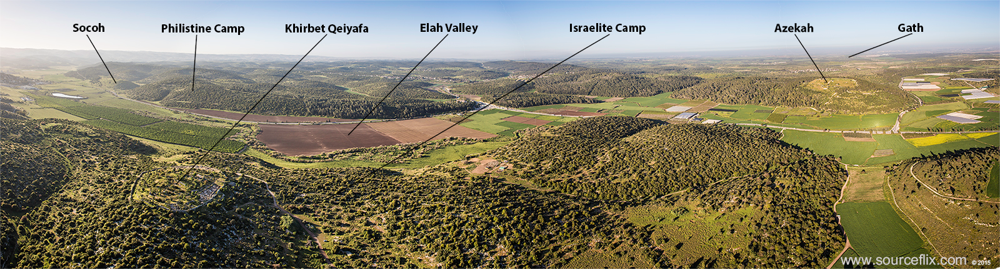 Socoh
Philistine Camp
Khirbet Qeiyafa
Elah Valley
Israelite Camp
Azekah
Gath
www.sourceflix.com © 2015